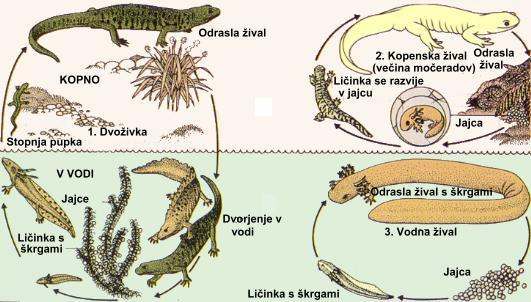 Odrasla žival
KOPNO
1. Dvoživka
Stopnja pupka
2. Kopenska žival
(večina močeradov)
Odrasla
žival
Ličinka se razvije
v jajcu
Jajca
V VODI
Jajce
Ličinka s
škrgami
Dvorjenje v
vodi
Odrasla žival s škrgami
3. Vodna žival
Jajca
Ličinka s škrgami